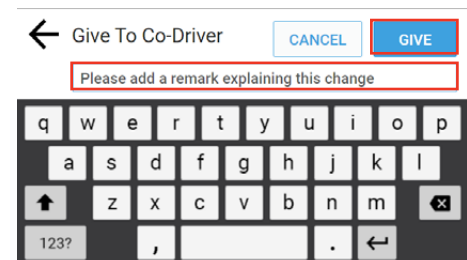 Give To Co-Driver CANCEL GIVE
Please add a remark explaining this change
q w e r t y u i o p
a s d f g h j k l
z x c v b n m
123? , .